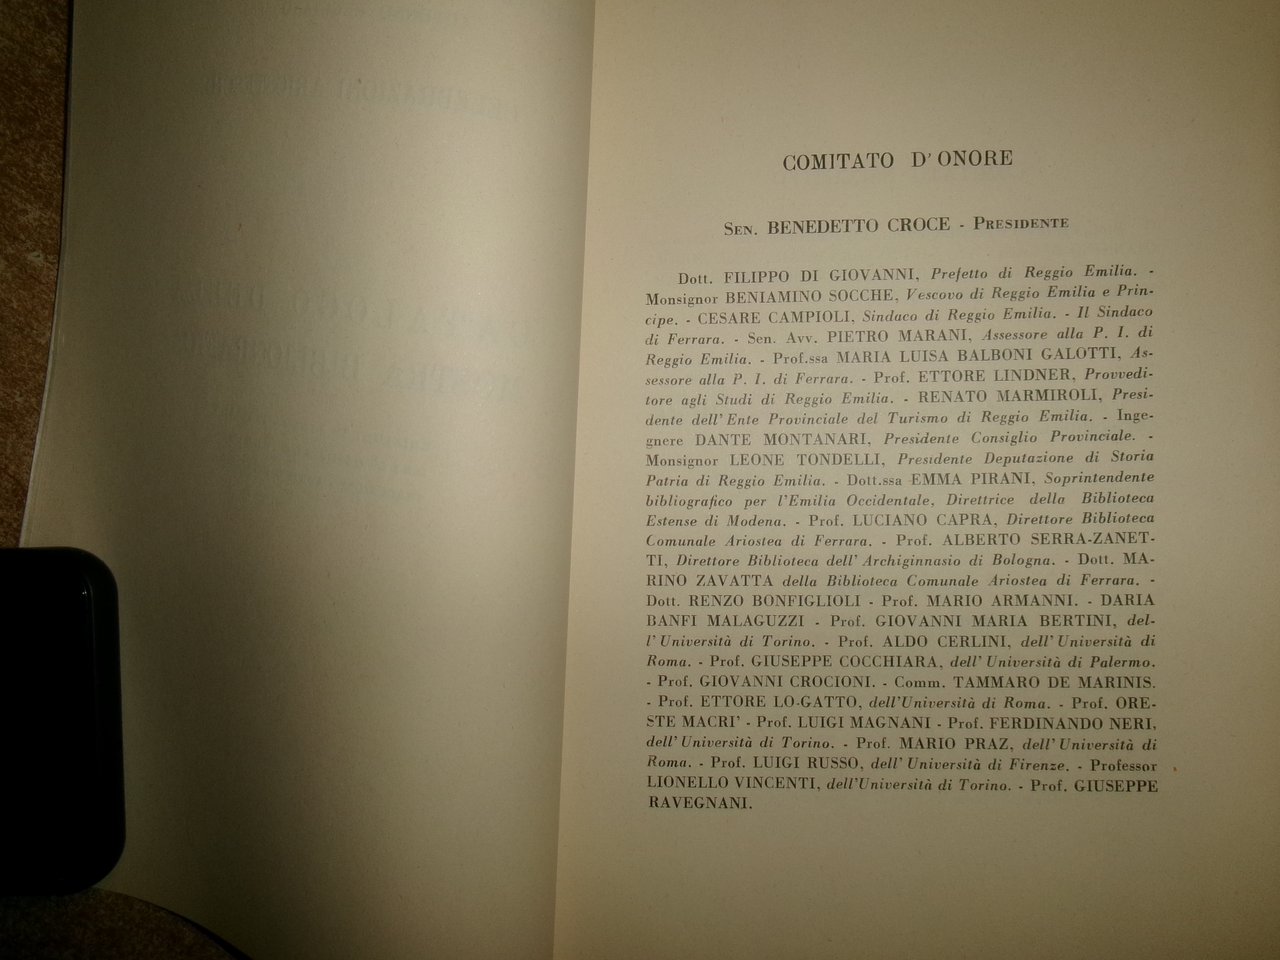 COMITATO D'ONORE
SEN. BENEDETTO CROCE - PRESIDENTE
Dott. FILIPPO DI GIOVANNI, Prefetto di Reggio Emilia. -
Monsignor BENIAMINO SOCCHE, Vescovo di Reggio Emilia e Prin-
cipe. - CESARE CAMPIOLI, Sindaco di Reggio Emilia. - Il Sindaco
di Ferrara. - Sen. Avv. PIETRO MARANI, Assessore alla P. I. di
Reggio Emilia. - Prof.ssa MARIA LUISA BALBONI GALOTTI, As-
sessore alla P. I. di Ferrara. - Prof. ETTORE LINDNER, Provvedi-
tore agli Studi di Reggio Emilia. - RENATO MARMIROLI, Presi-
dente dell'Ente Provinciale del Turismo di Reggio Emilia. - Inge-
gnere DANTE MONTANARI, Presidente Consiglio Provinciale. -
Monsignor LEONE TONDELLI, Presidente Deputazione di Storia
Patria di Reggio Emilia. - Dott.ssa EMMA PIRANI, Soprintendente
bibliografico per l'Emilia Occidentale, Direttrice della Biblioteca
Estense di Modena. - Prof. LUCIANO CAPRA, Direttore Biblioteca
Comunale Ariostea di Ferrara. - Prof. ALBERTO SERRA-ZANET-
TI, Direttore Biblioteca dell'Archiginnasio di Bologna. - Dott. MA-
RINO ZAVATTA della Biblioteca Comunale Ariostea di Ferrara. -
Dott. RENZO BONFIGLIOLI - Prof. MARIO ARMANNI. - DARIA
BANFI MALAGUZZI - Prof. GIOVANNI MARIA BERTINI, del-
l'Università di Torino. - Prof. ALDO CERLINI, dell'Università di
Roma. - Prof. GIUSEPPE COCCHIARA, dell'Università di Palermo.
- Prof. GIOVANNI CROCIONI. - Comm. TAMMARO DE MARINIS.
- Prof. ETTORE LO-GATTO, dell'Università di Roma. - Prof. ORE-
STE MACRI' - Prof. LUIGI MAGNANI - Prof. FERDINANDO NERI,
dell'Università di Torino. - Prof. MARIO PRAZ, dell'Università di
Roma. - Prof. LUIGI RUSSO, dell'Università di Firenze. - Professor
LIONELLO VINCENTI, dell'Università di Torino. - Prof. GIUSEPPE
RAVEGNANI.